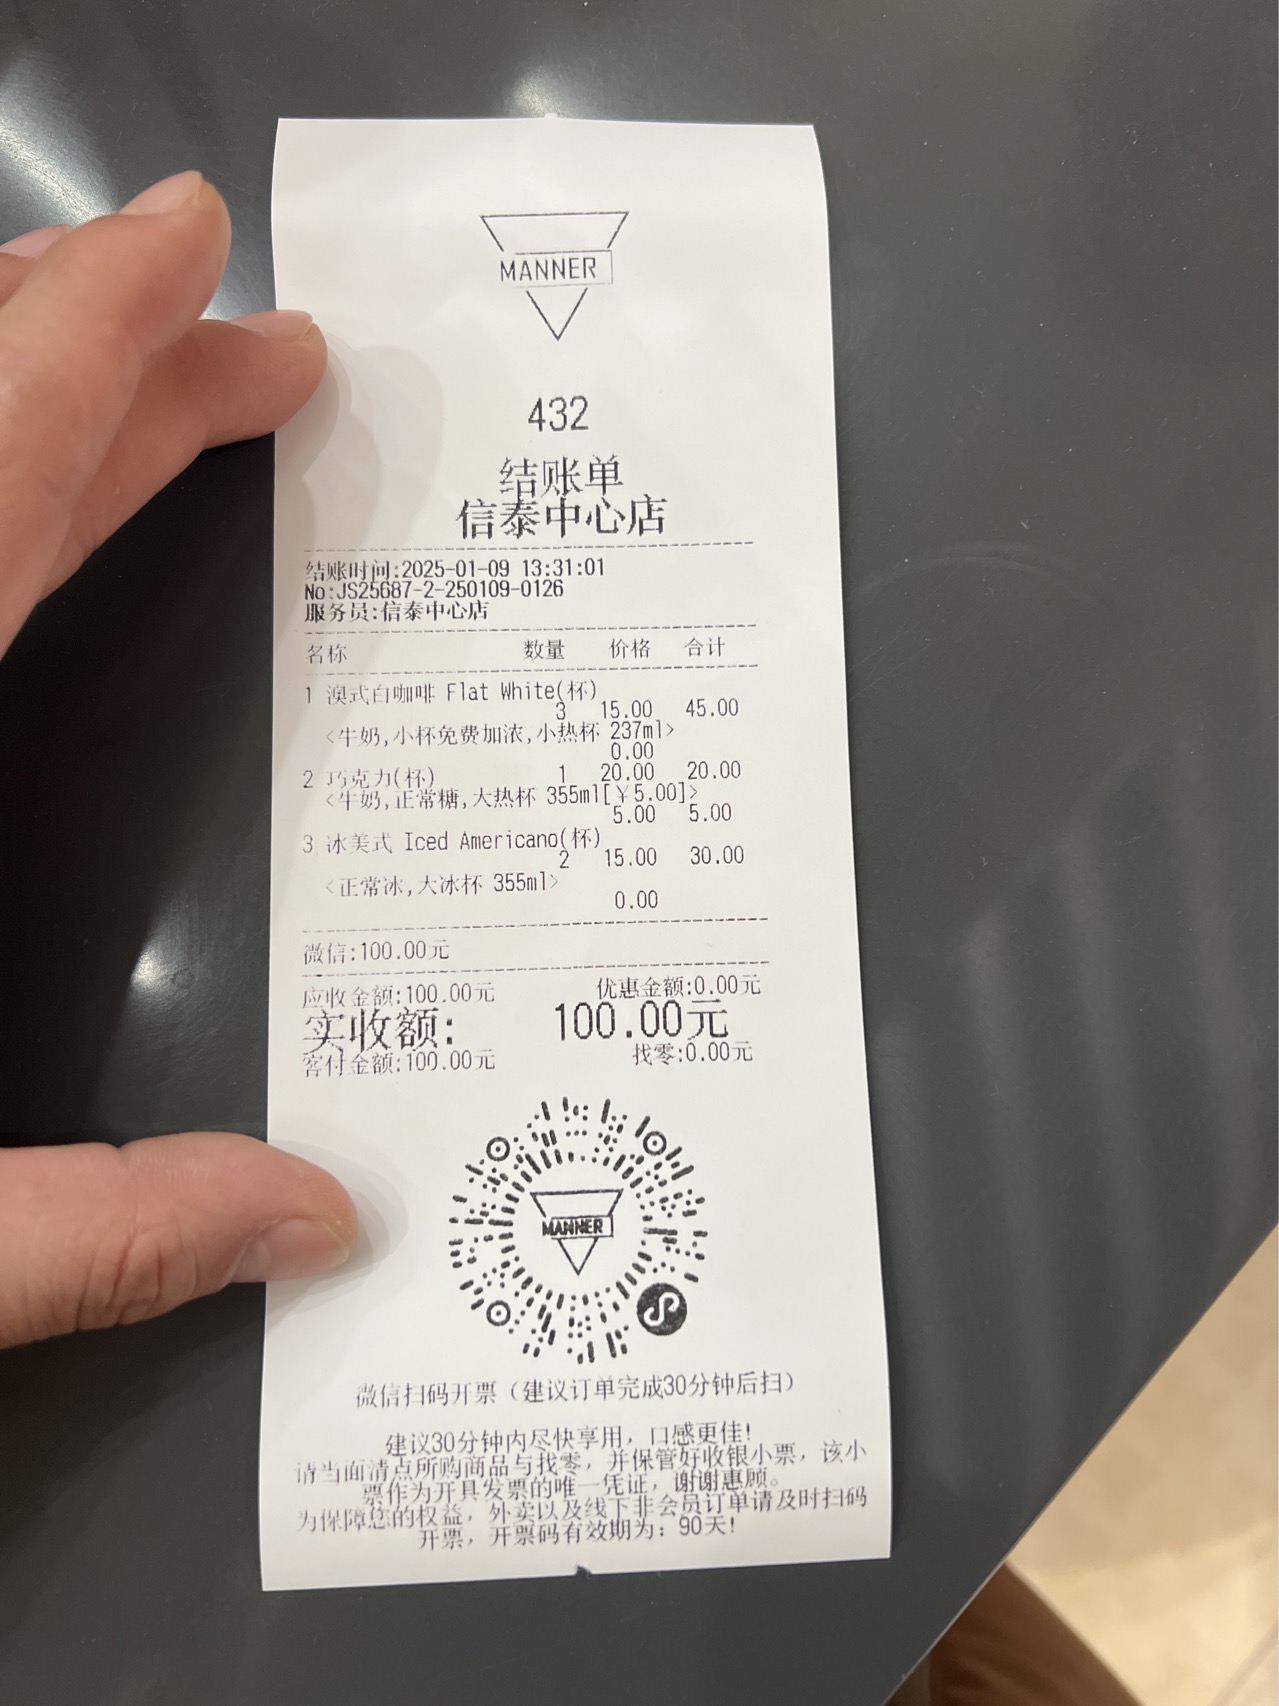 MANNER
432
结账单
信泰中心店
结账时间:2025-01-09 13:31:01
No:JS25687-2-250109-0126
服务员:信泰中心店
名称 数量 价格 合计
1 澳式白咖啡 Flat White(杯)
3 15.00 45.00
<牛奶,小杯免费加浓,小热杯 237ml>
0.00
2 巧克力(杯) 1 20.00 20.00
<牛奶,正常糖,大热杯 355ml[¥5.00]>
5.00 5.00
3 冰美式 Iced Americano(杯)
2 15.00 30.00
<正常冰,大冰杯 355ml>
0.00
微信:100.00元
应收金额:100.00元 优惠金额:0.00元
实收额: 100.00元
客付金额:100.00元 找零:0.00元
MANNER
微信扫码开票（建议订单完成30分钟后扫）
建议30分钟内尽快享用，口感更佳!
请当面清点所购商品与找零，并保管好收银小票，该小
票作为开具发票的唯一凭证，谢谢惠顾。
为保障您的权益，外卖以及线下非会员订单请及时扫码
开票，开票码有效期为：90天!